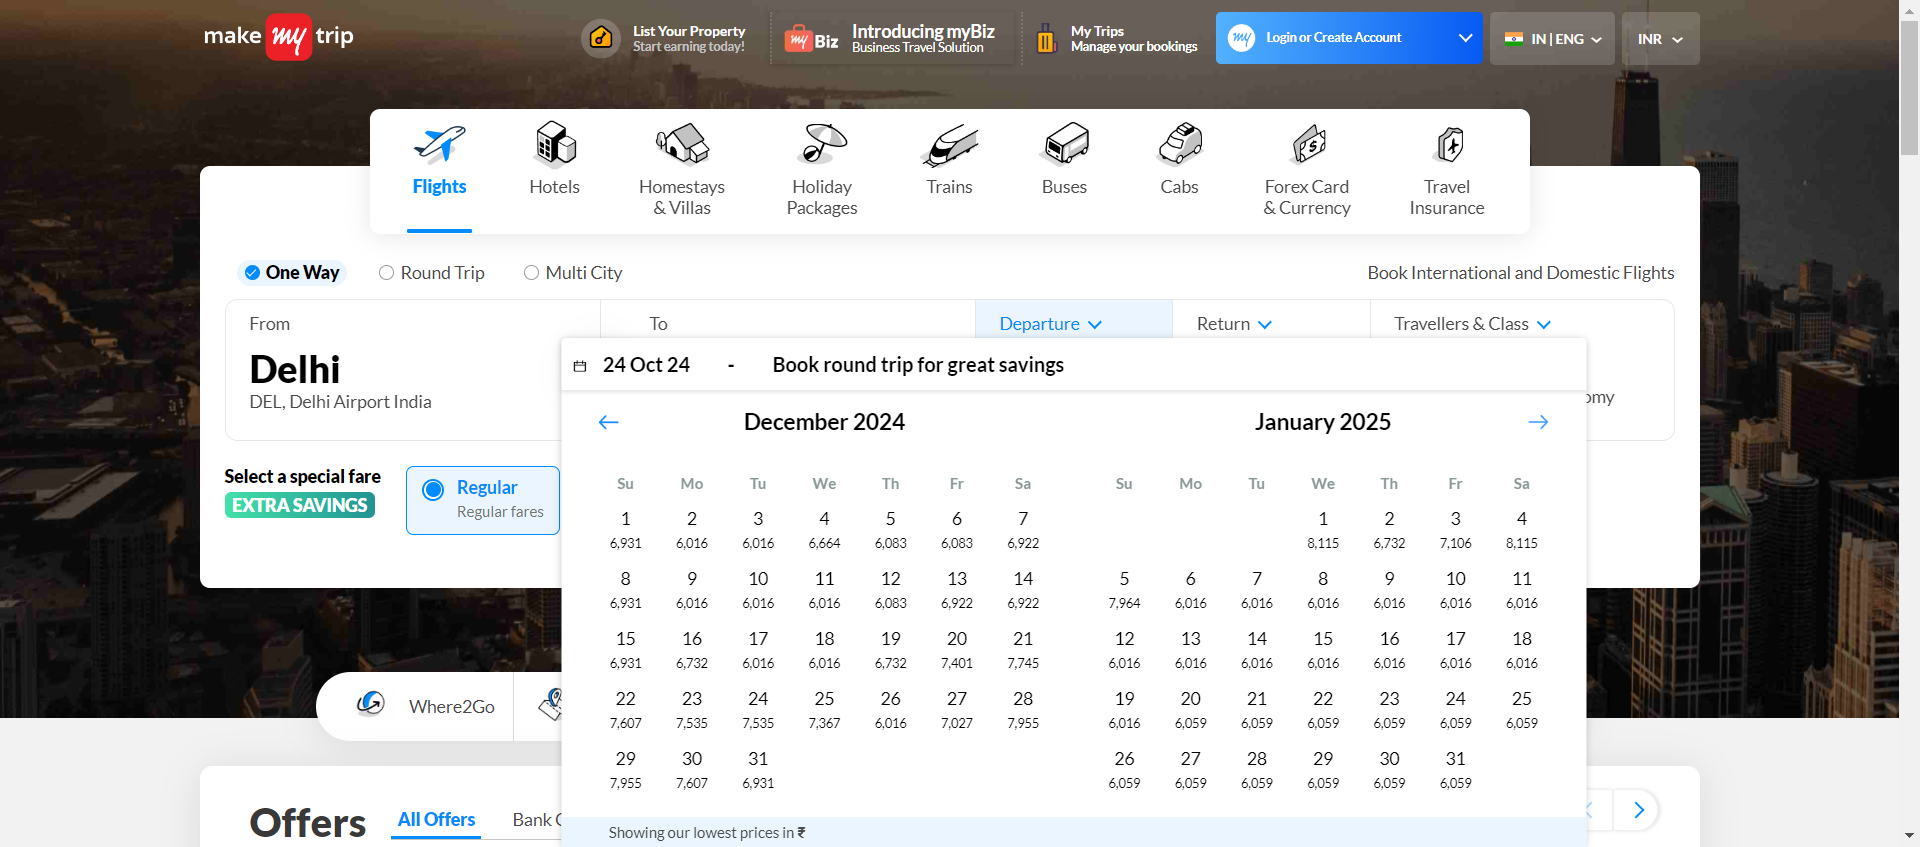 make my trip
List Your Property
Start earning today!
my Biz
Introducing myBiz
Business Travel Solution
My Trips
Manage your bookings
my
Login or Create Account
IN | ENG
INR
Flights
Hotels
Homestays
& Villas
Holiday
Packages
Trains
Buses
Cabs
Forex Card
& Currency
Travel
Insurance
One Way
Round Trip
Multi City
Book International and Domestic Flights
From
Delhi
DEL, Delhi Airport India
To
Departure
Return
Travellers & Class
24 Oct 24 - Book round trip for great savings
December 2024
Su Mo Tu We Th Fr Sa
1 2 3 4 5 6 7
6,931 6,016 6,016 6,664 6,083 6,083 6,922
8 9 10 11 12 13 14
6,931 6,016 6,016 6,016 6,083 6,922 6,922
15 16 17 18 19 20 21
6,931 6,732 6,016 6,016 6,732 7,401 7,745
22 23 24 25 26 27 28
7,607 7,535 7,535 7,367 6,016 7,027 7,955
29 30 31
7,955 7,607 6,931
January 2025
Su Mo Tu We Th Fr Sa
1 2 3 4
8,115 6,732 7,106 8,115
5 6 7 8 9 10 11
7,964 6,016 6,016 6,016 6,016 6,016 6,016
12 13 14 15 16 17 18
6,016 6,016 6,016 6,016 6,016 6,016 6,016
19 20 21 22 23 24 25
6,016 6,059 6,059 6,059 6,059 6,059 6,059
26 27 28 29 30 31
6,059 6,059 6,059 6,059 6,059 6,059
Showing our lowest prices in ₹
Select a special fare
EXTRA SAVINGS
Regular
Regular fares
Where2Go
Offers
All Offers
Bank